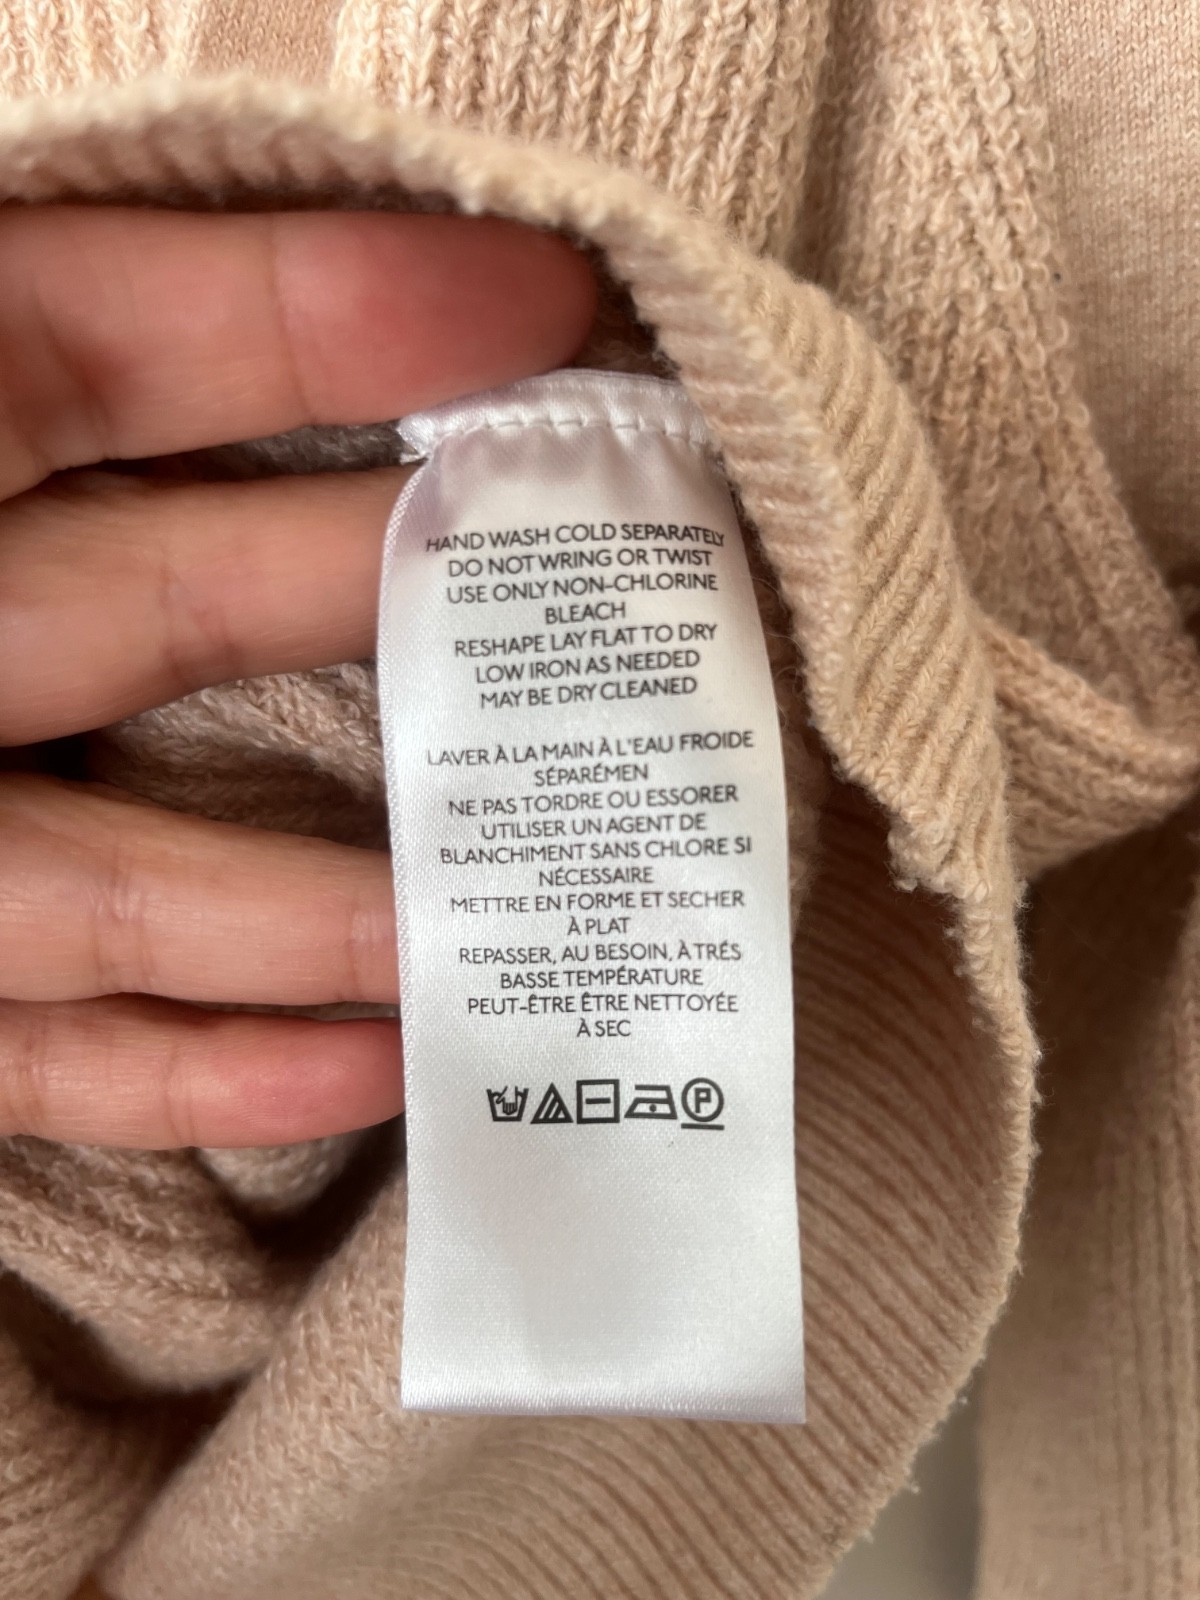 HAND WASH COLD SEPARATELY
DO NOT WRING OR TWIST
USE ONLY NON-CHLORINE
BLEACH
RESHAPE LAY FLAT TO DRY
LOW IRON AS NEEDED
MAY BE DRY CLEANED
LAVER À LA MAIN À L'EAU FROIDE
SÉPARÉMEN
NE PAS TORDRE OU ESSORER
UTILISER UN AGENT DE
BLANCHIMENT SANS CHLORE SI
NÉCESSAIRE
METTRE EN FORME ET SECHER
À PLAT
REPASSER, AU BESOIN, À TRÉS
BASSE TEMPÉRATURE
PEUT-ÊTRE ÊTRE NETTOYÉE
À SEC
P